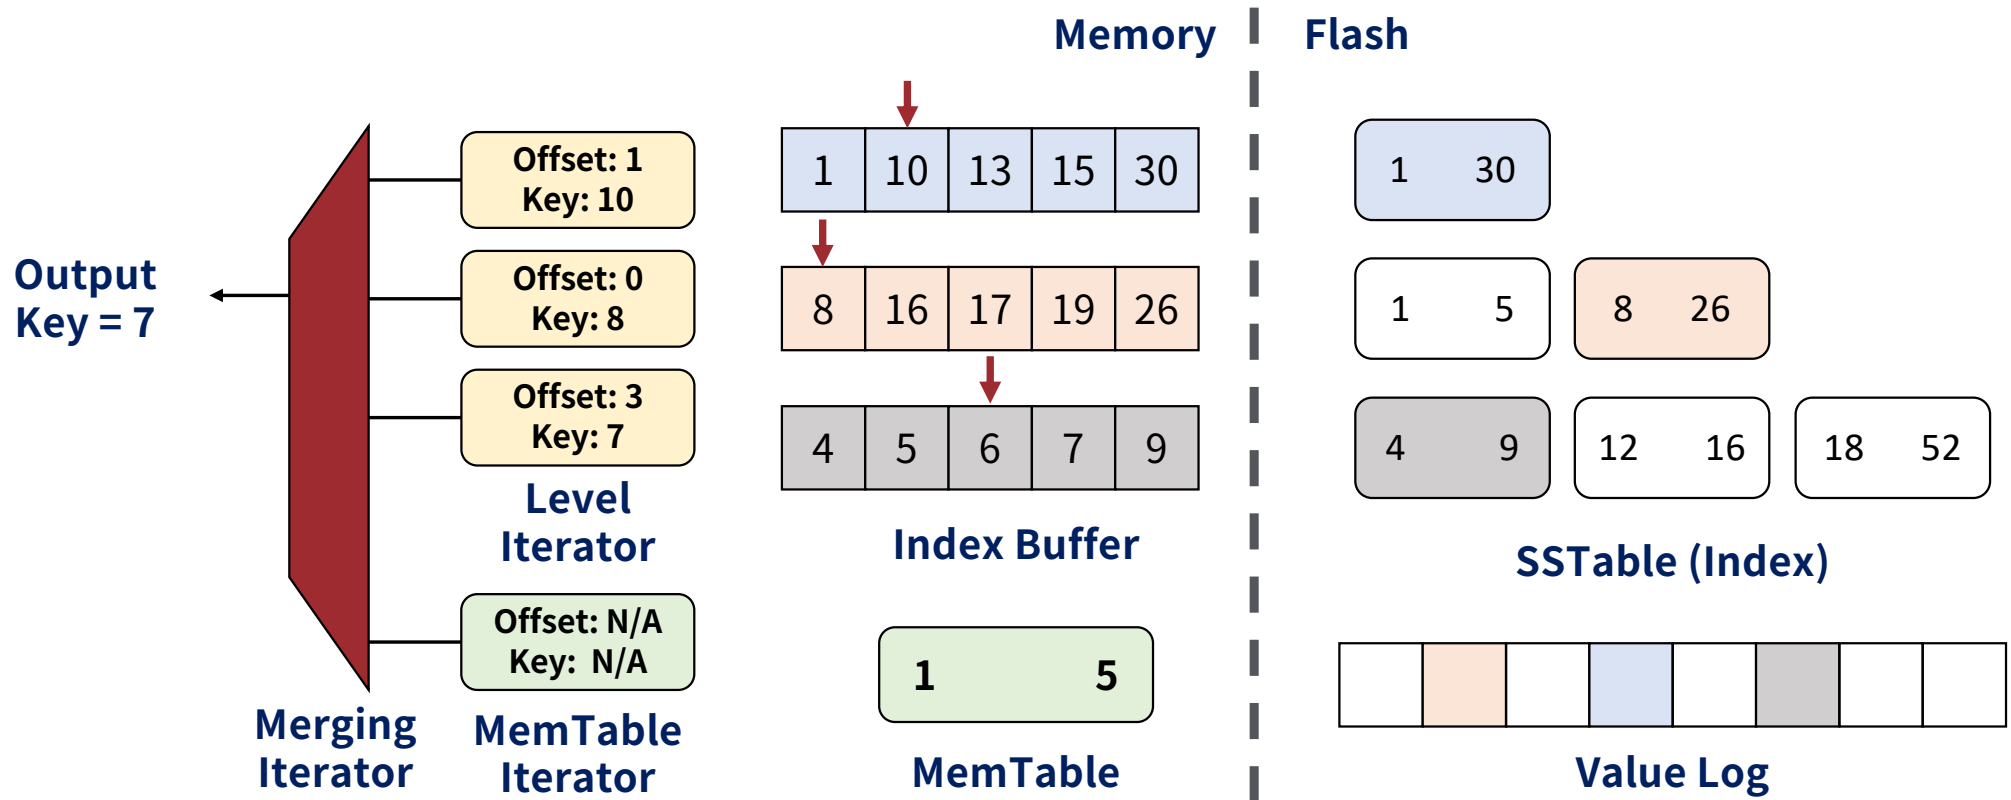 Memory
Flash
Output
Key = 7
Offset: 1
Key: 10
Offset: 0
Key: 8
Offset: 3
Key: 7
Level
Iterator
Offset: N/A
Key: N/A
Merging
Iterator
MemTable
Iterator
1 10 13 15 30
8 16 17 19 26
4 5 6 7 9
Index Buffer
1 5
MemTable
1 30
1 5
8 26
4 9
12 16
18 52
SSTable (Index)
Value Log